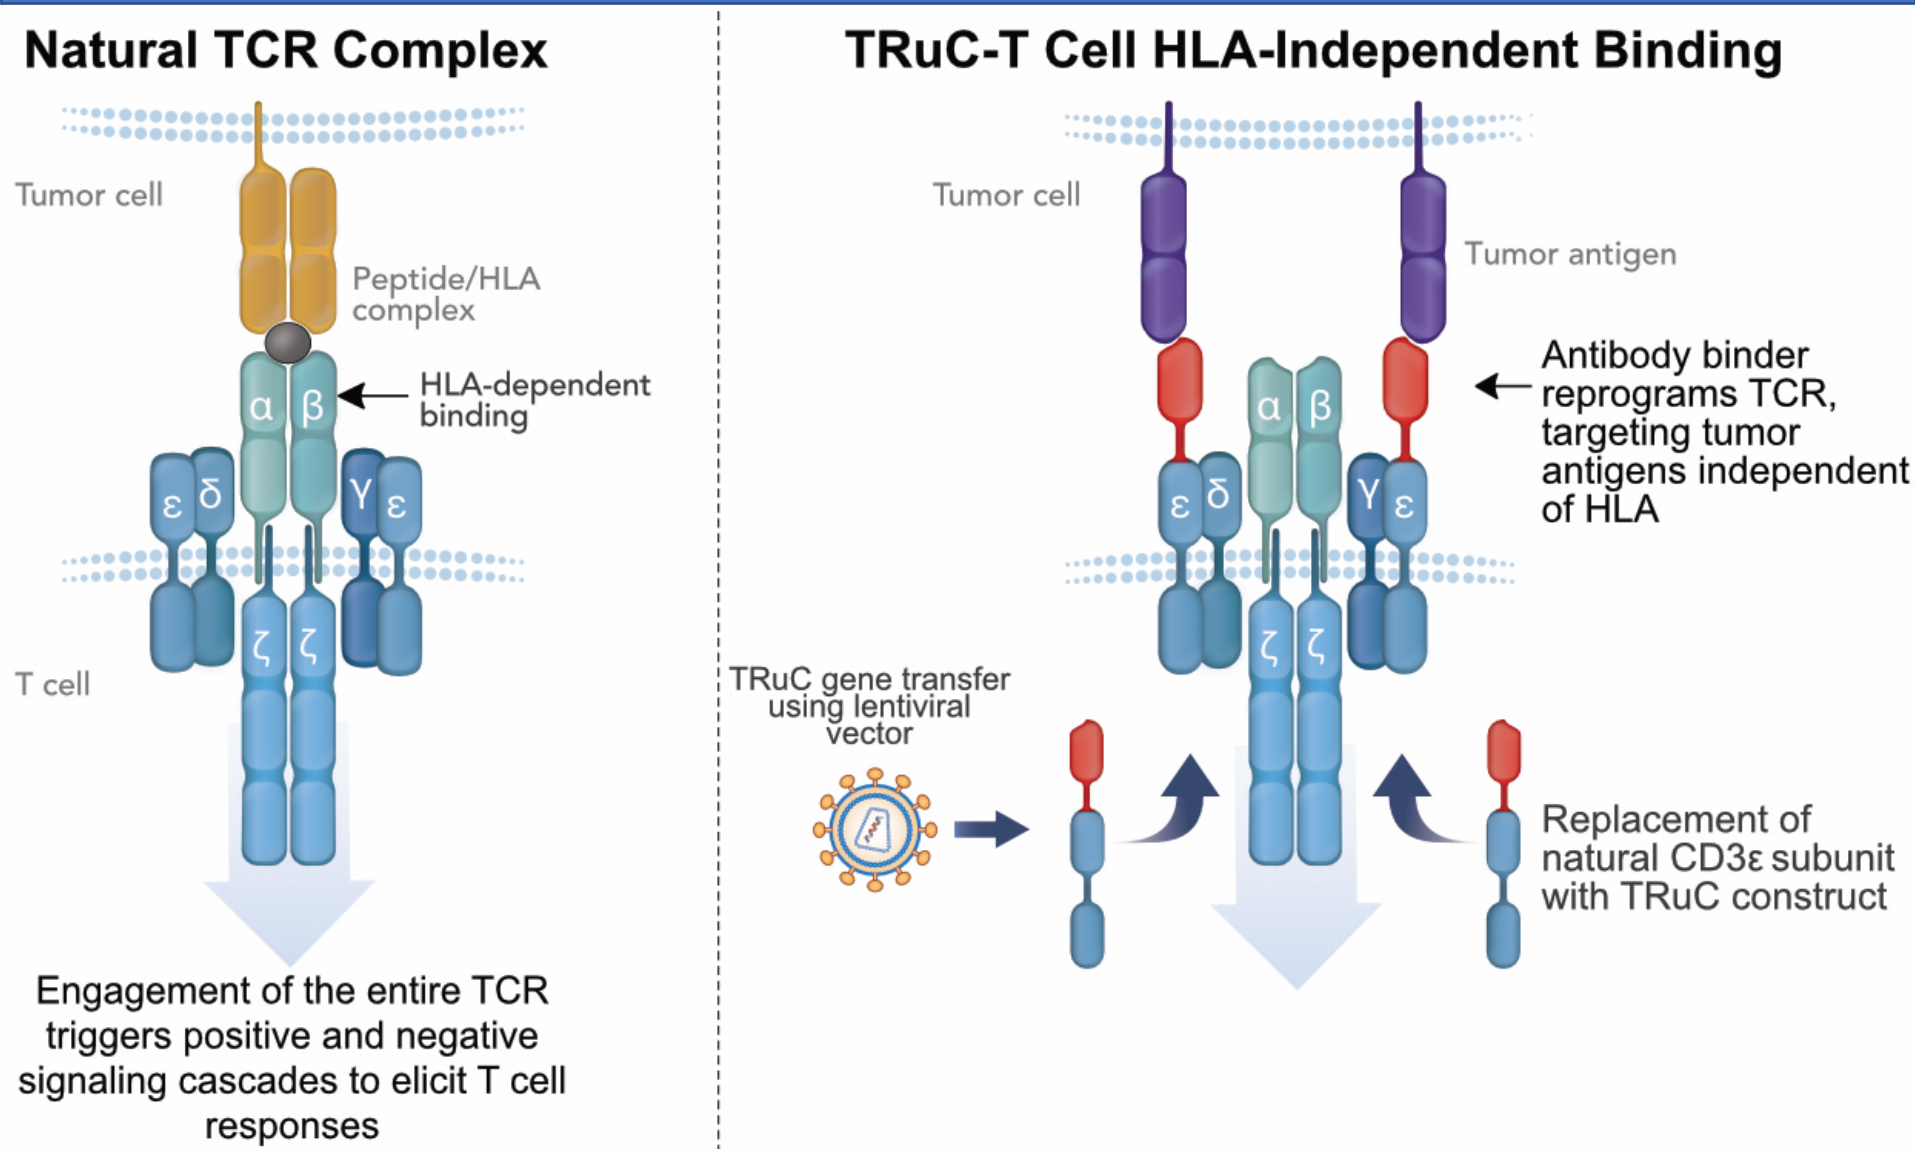 Natural TCR Complex
Tumor cell
Peptide/HLA
complex
α β
HLA-dependent
binding
ε δ
γ ε
ζ ζ
T cell
Engagement of the entire TCR
triggers positive and negative
signaling cascades to elicit T cell
responses
TRuC-T Cell HLA-Independent Binding
Tumor cell
Tumor antigen
Antibody binder
reprograms TCR,
targeting tumor
antigens independent
of HLA
α β
ε δ
γ ε
ζ ζ
TRuC gene transfer
using lentiviral
vector
Replacement of
natural CD3ε subunit
with TRuC construct